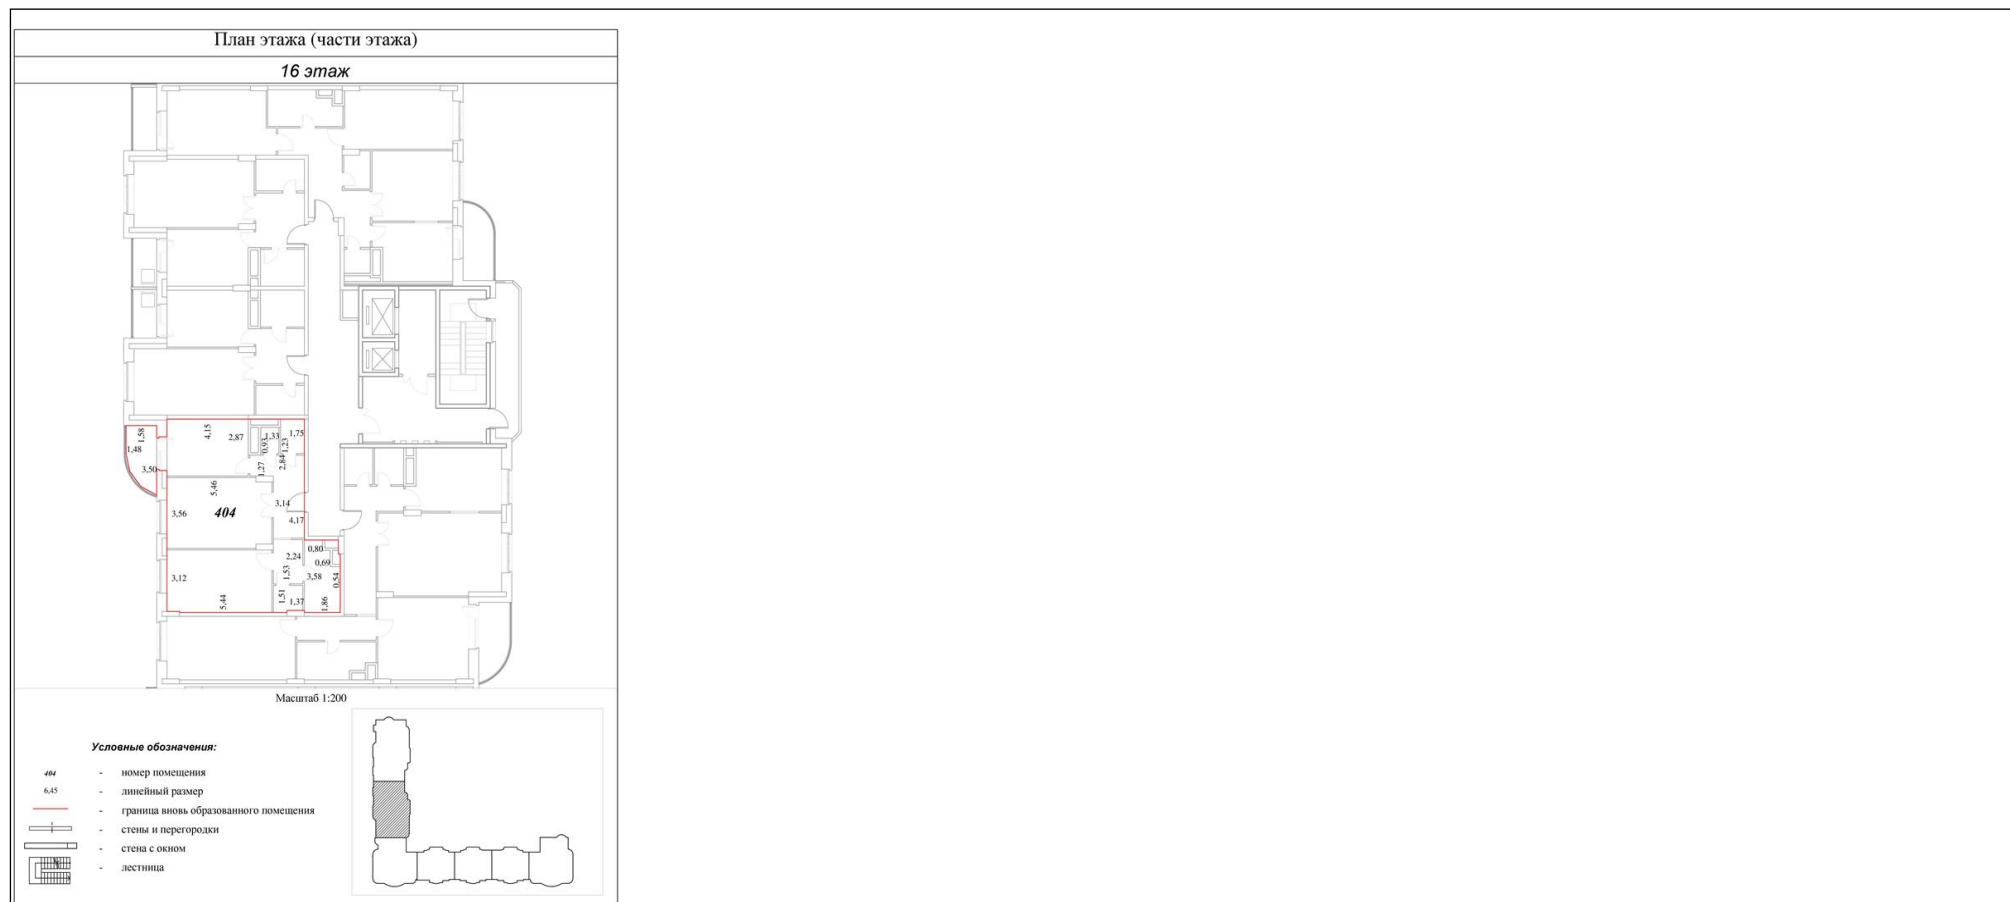 План этажа (части этажа)
16 этаж
4,15
2,87
0,93
1,33
1,23
1,75
1,58
1,48
3,50
1,27
2,84
5,46
3,14
3,56
404
4,17
0,80
2,24
0,69
1,53
3,58
0,54
3,12
5,44
1,51
1,37
1,86
Масштаб 1:200
Условные обозначения:
404 - номер помещения
6,45 - линейный размер
- граница вновь образованного помещения
- стены и перегородки
- стена с окном
- лестница